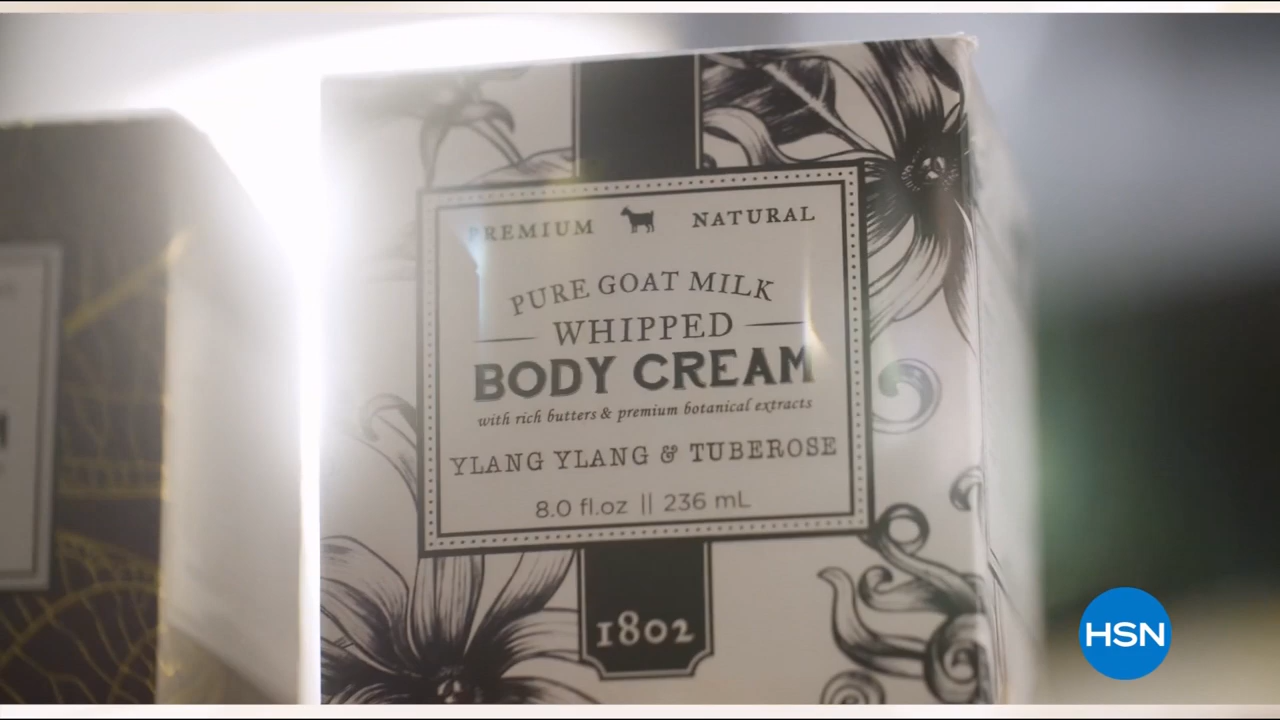 PREMIUM NATURAL
PURE GOAT MILK
WHIPPED
BODY CREAM
with rich butters & premium botanical extracts
YLANG YLANG & TUBEROSE
8.0 fl.oz || 236 mL
1802
HSN